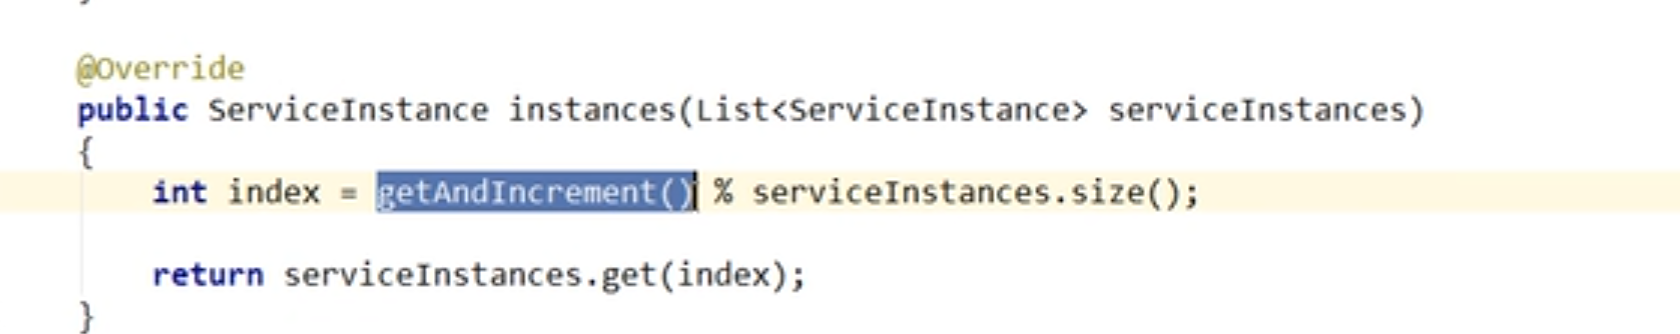 }
@Override
public ServiceInstance instances(List<ServiceInstance> serviceInstances)
{
int index = getAndIncrement() % serviceInstances.size();
return serviceInstances.get(index);
}